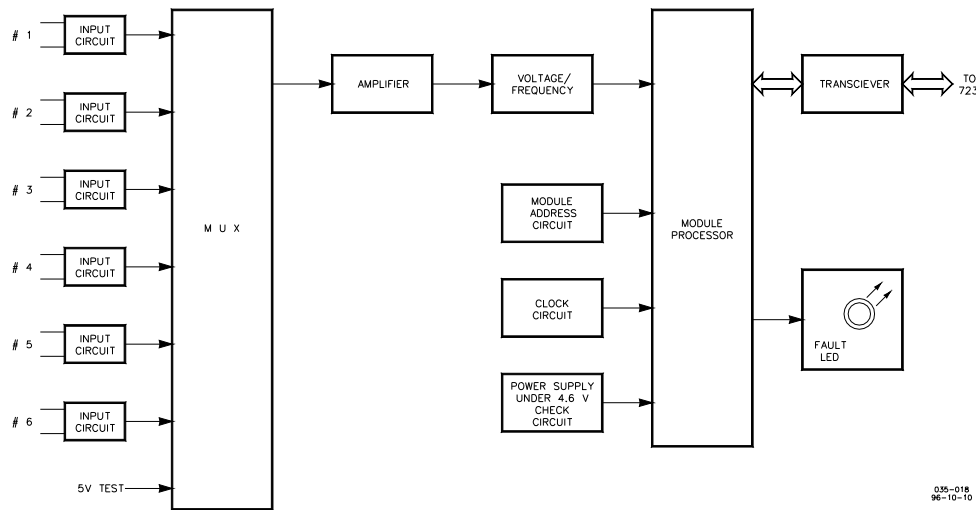 # 1
INPUT
CIRCUIT
# 2
INPUT
CIRCUIT
# 3
INPUT
CIRCUIT
# 4
INPUT
CIRCUIT
# 5
INPUT
CIRCUIT
# 6
INPUT
CIRCUIT
5V TEST
M U X
AMPLIFIER
VOLTAGE/
FREQUENCY
MODULE
ADDRESS
CIRCUIT
CLOCK
CIRCUIT
POWER SUPPLY
UNDER 4.6 V
CHECK
CIRCUIT
MODULE
PROCESSOR
TRANSCIEVER
TO
723
FAULT
LED
035-018
96-10-10